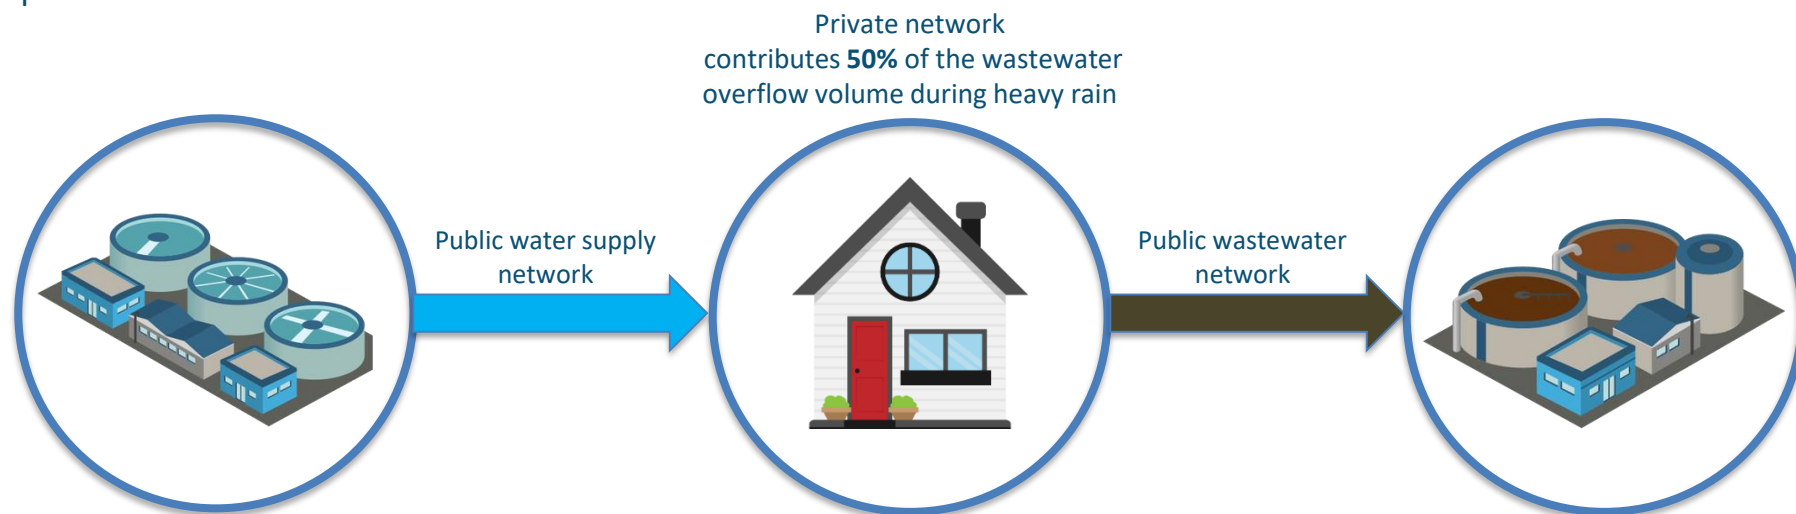 Private network
contributes 50% of the wastewater
overflow volume during heavy rain
Public water supply
network
Public wastewater
network